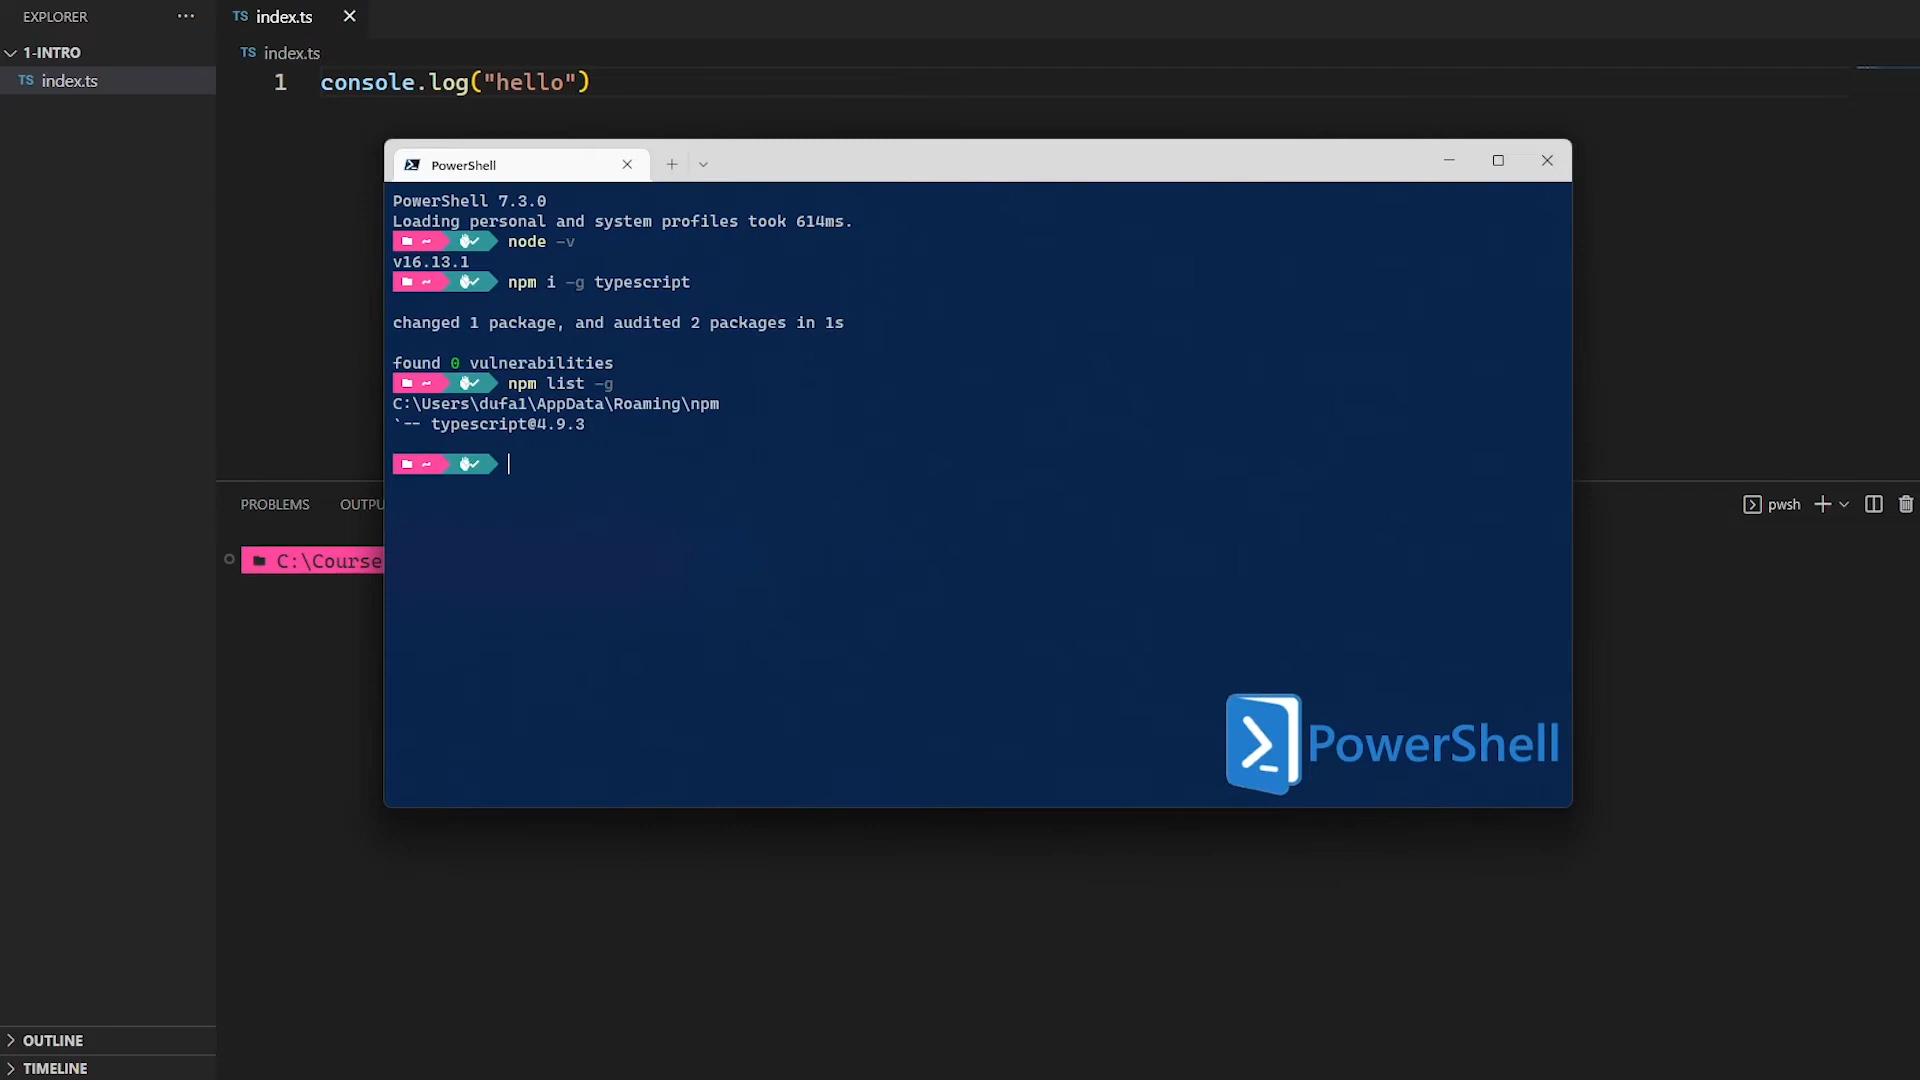 EXPLORER
1-INTRO
TS index.ts
OUTLINE
TIMELINE
TS index.ts
TS index.ts
1 console.log("hello")
PROBLEMS OUTPU
pwsh
C:\Course
PowerShell
PowerShell 7.3.0
Loading personal and system profiles took 614ms.
~ node -v
v16.13.1
~ npm i -g typescript
changed 1 package, and audited 2 packages in 1s
found 0 vulnerabilities
~ npm list -g
C:\Users\dufa1\AppData\Roaming\npm
`-- typescript@4.9.3
~
PowerShell